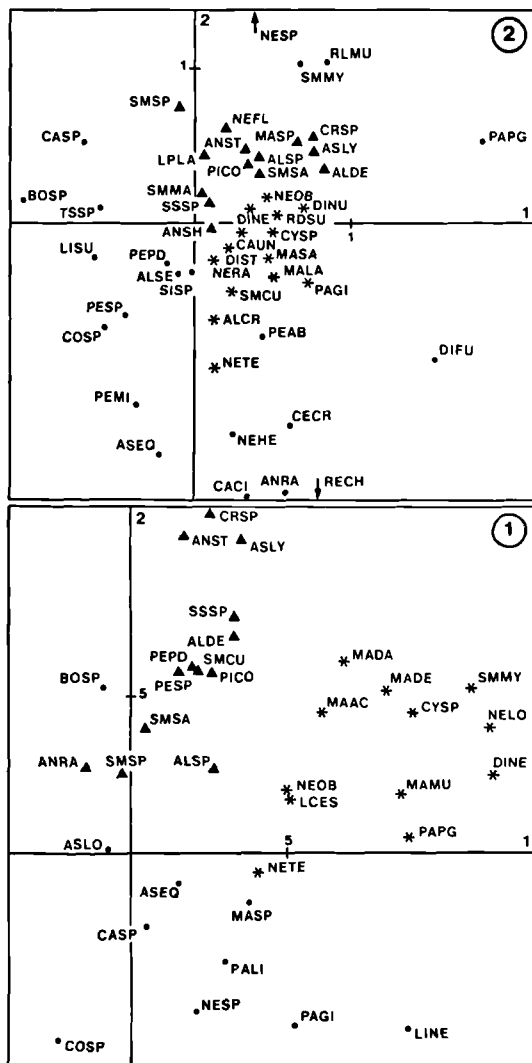 2
NESP
2
RLMU
1
SMMY
SMSP
NEFL
CASP
ANST
MASP
CRSP
PAPG
LPLA
ALSP
ASLY
PICO
SMSA
ALDE
BOSP
SMMA
NEOB
TSSP
SSSP
DINU
DINE
RDSU
1
ANSH
CYSP
1
LISU
PEPD
CAUN
MASA
ALSE
DIST
SISP
NERA
MALA
PAGI
PESP
SMCU
COSP
ALCR
PEAB
DIFU
NETE
PEMI
CECR
ASEQ
NEHE
CACI
ANRA
RECH
2
CRSP
1
ANST
ASLY
SSSP
ALDE
PEPD
SMCU
MADA
BOSP
PESP
PICO
MADE
SMMY
5
MAAC
CYSP
SMSA
NELO
ANRA
SMSP
ALSP
DINE
NEOB
MAMU
LCES
PAPG
ASLO
5
1
NETE
ASEQ
MASP
CASP
PALI
NESP
PAGI
LINE
COSP